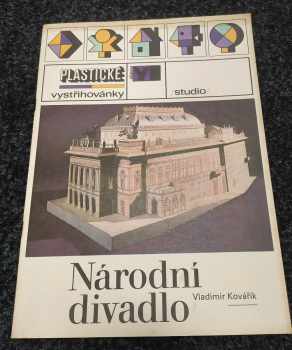 PLASTICKÉ
vystřihovánky
studio
Národní
divadlo
Vladimír Kovářík